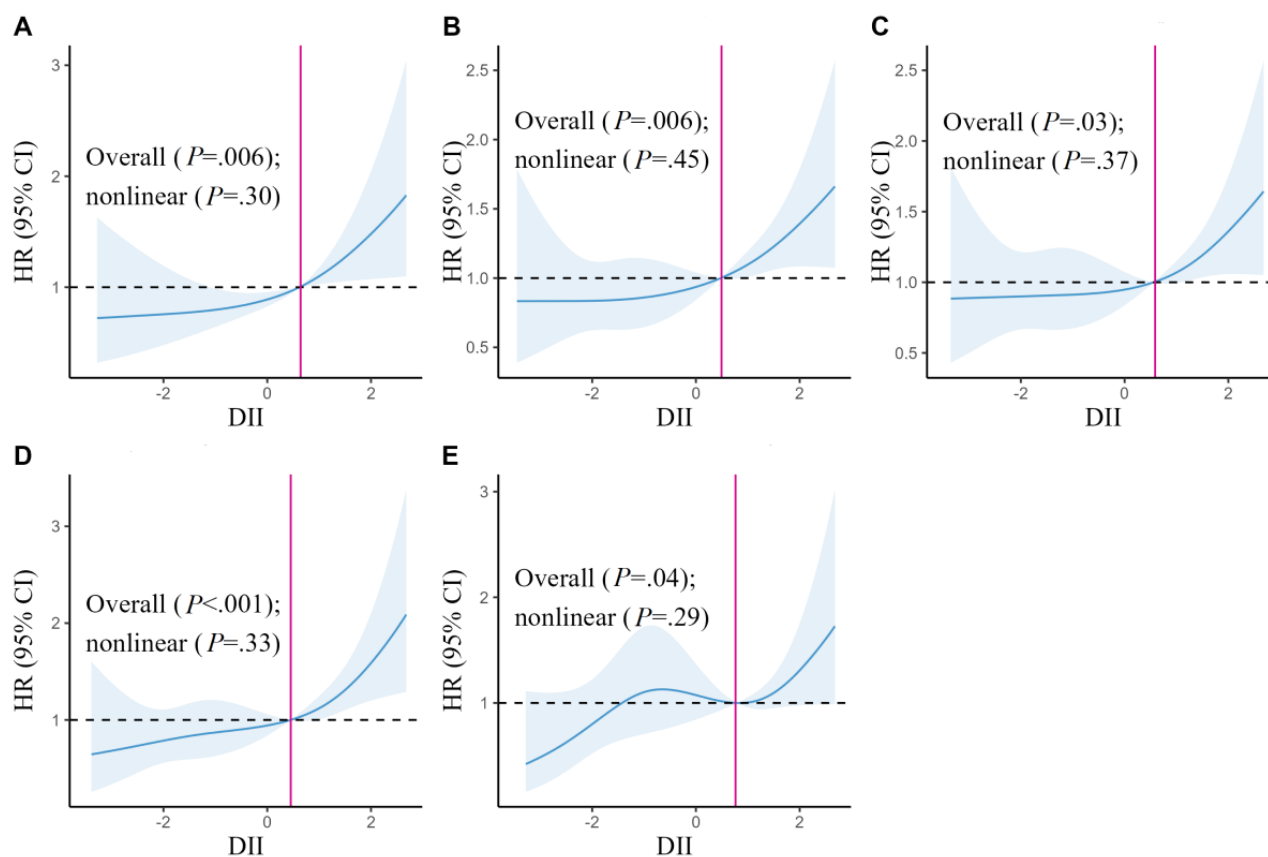 A
HR (95% CI)
3
2
1
Overall (P=.006);
nonlinear (P=.30)
-2
0
2
DII
B
HR (95% CI)
2.5
2.0
1.5
1.0
0.5
Overall (P=.006);
nonlinear (P=.45)
-2
0
2
DII
C
HR (95% CI)
2.5
2.0
1.5
1.0
0.5
Overall (P=.03);
nonlinear (P=.37)
-2
0
2
DII
D
HR (95% CI)
3
2
1
Overall (P<.001);
nonlinear (P=.33)
-2
0
2
DII
E
HR (95% CI)
3
2
1
Overall (P=.04);
nonlinear (P=.29)
-2
0
2
DII